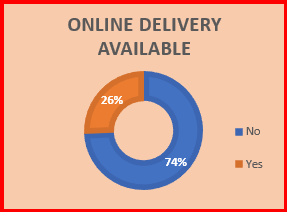 ONLINE DELIVERY
AVAILABLE
26%
74%
No
Yes